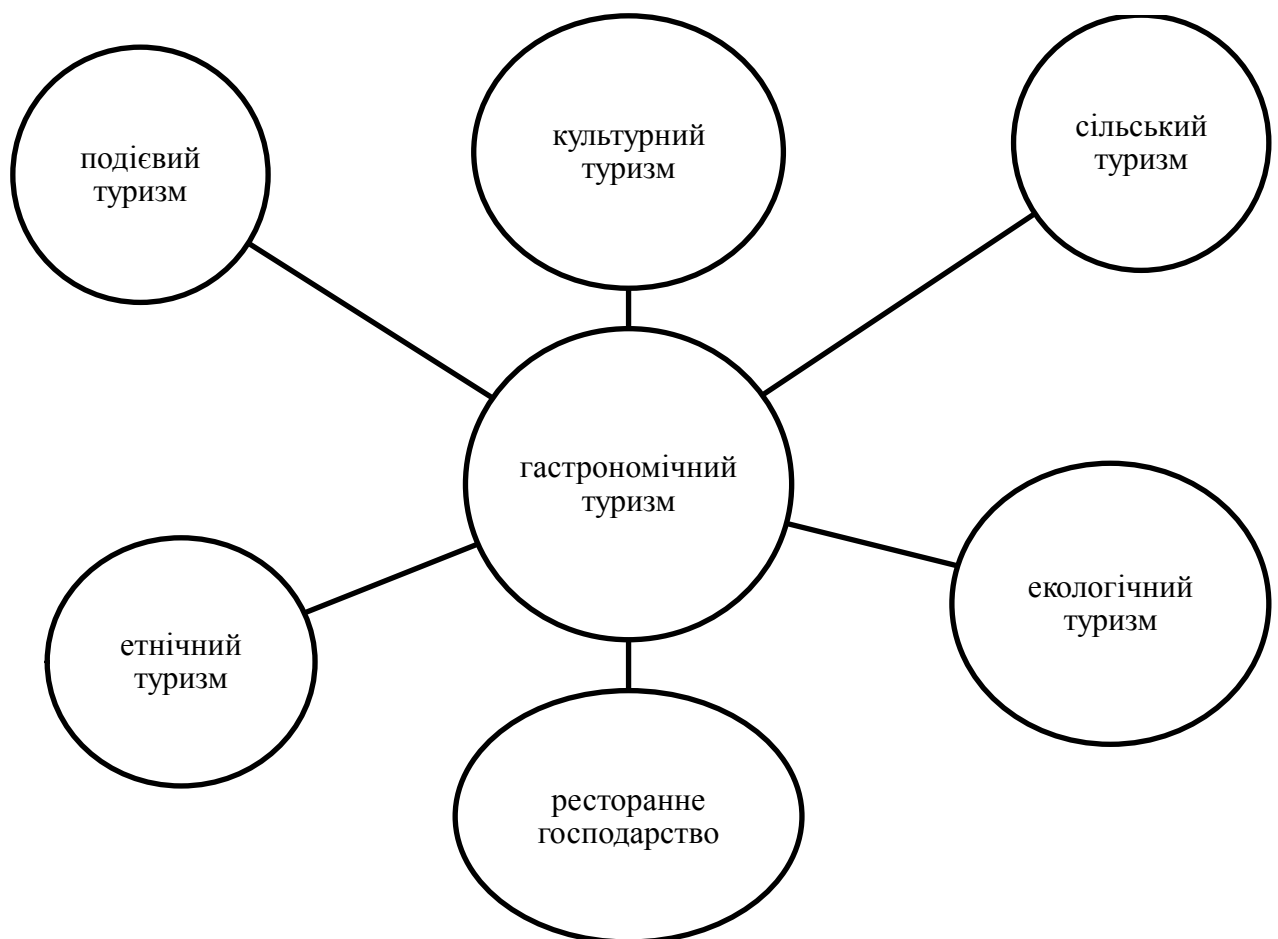 подієвий
туризм
культурний
туризм
сільський
туризм
гастрономічний
туризм
етнічний
туризм
екологічний
туризм
ресторанне
господарство